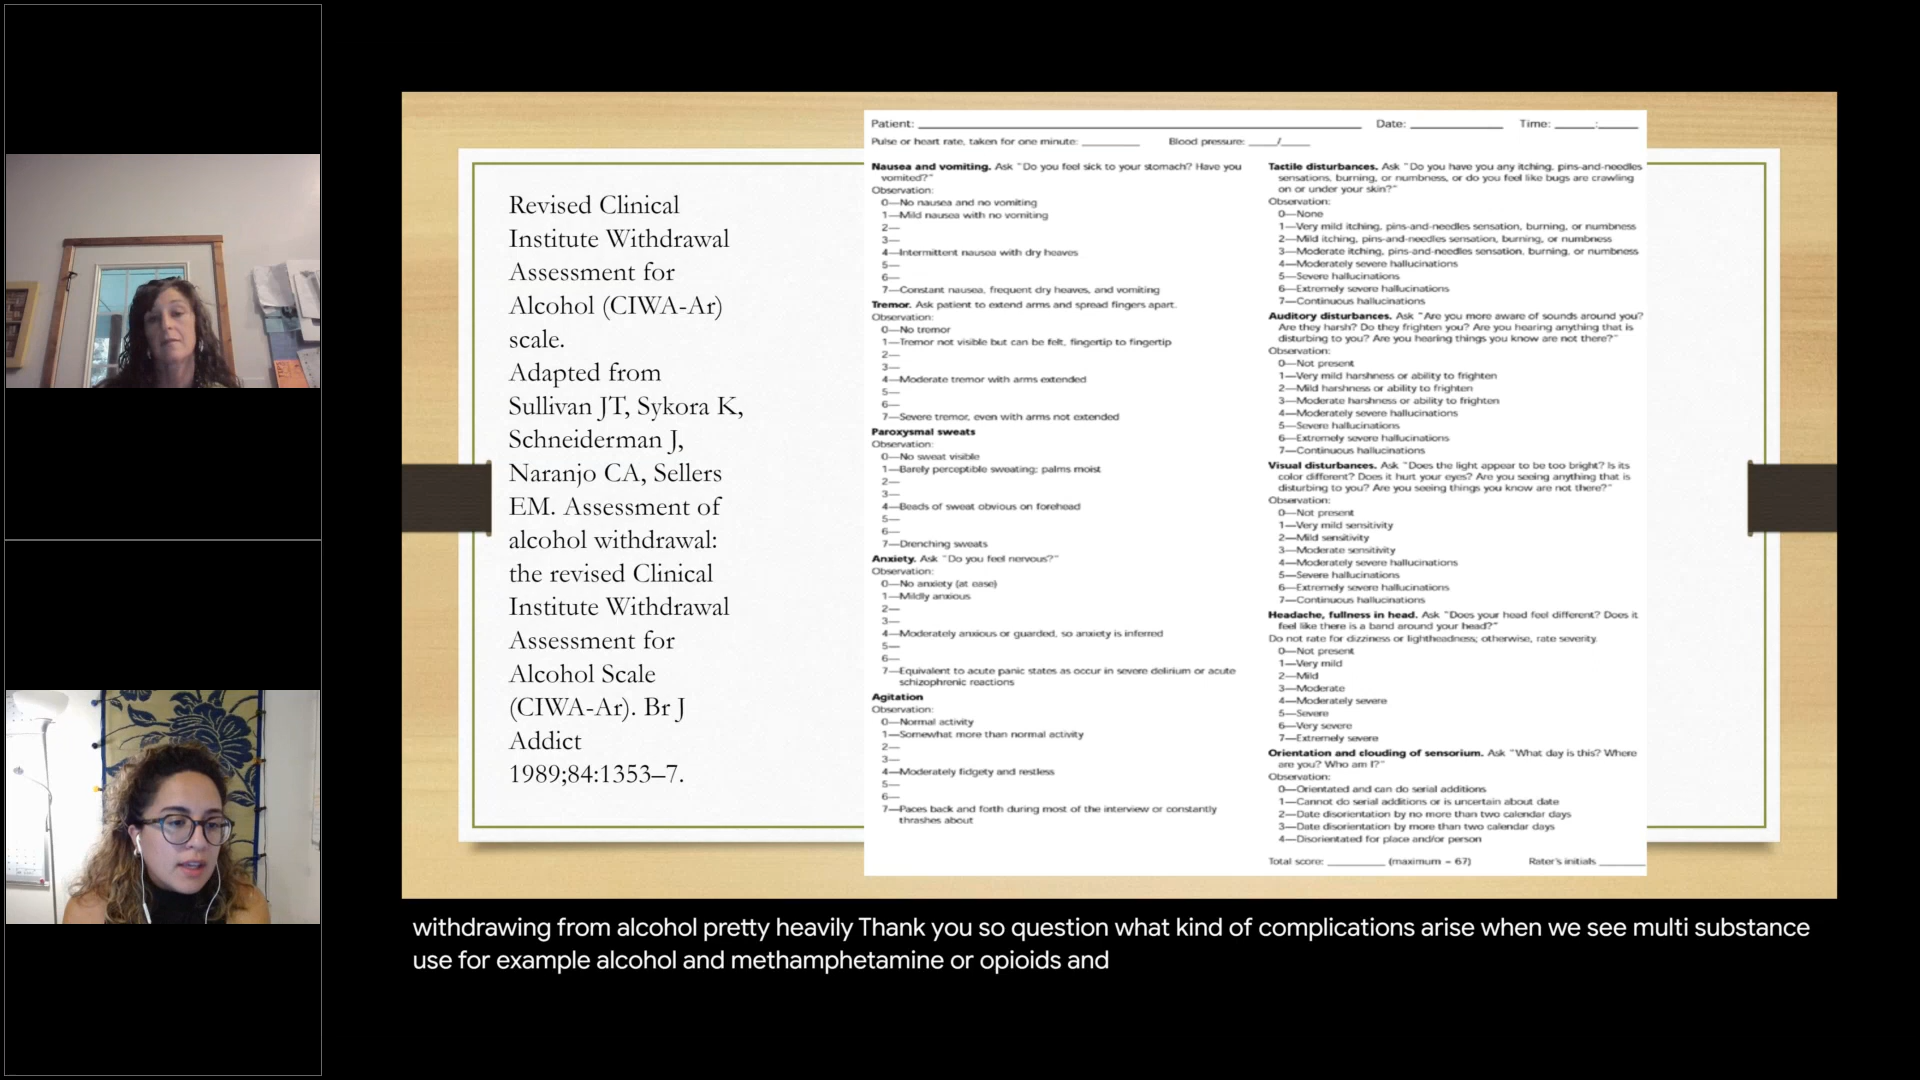 Revised Clinical
Institute Withdrawal
Assessment for
Alcohol (CIWA-Ar)
scale.
Adapted from
Sullivan JT, Sykora K,
Schneiderman J,
Naranjo CA, Sellers
EM. Assessment of
alcohol withdrawal:
the revised Clinical
Institute Withdrawal
Assessment for
Alcohol Scale
(CIWA-Ar). Br J
Addict
1989;84:1353–7.
Patient: Date: Time: :
Pulse or heart rate, taken for one minute: Blood pressure: /
Nausea and vomiting. Ask "Do you feel sick to your stomach? Have you
vomited?"
Observation:
0—No nausea and no vomiting
1—Mild nausea with no vomiting
2—
3—
4—Intermittent nausea with dry heaves
5—
6—
7—Constant nausea, frequent dry heaves, and vomiting
Tremor. Ask patient to extend arms and spread fingers apart.
Observation:
0—No tremor
1—Tremor not visible but can be felt, fingertip to fingertip
2—
3—
4—Moderate tremor with arms extended
5—
6—
7—Severe tremor, even with arms not extended
Paroxysmal sweats
Observation:
0—No sweat visible
1—Barely perceptible sweating; palms moist
2—
3—
4—Beads of sweat obvious on forehead
5—
6—
7—Drenching sweats
Anxiety. Ask "Do you feel nervous?"
Observation:
0—No anxiety (at ease)
1—Mildly anxious
2—
3—
4—Moderately anxious or guarded, so anxiety is inferred
5—
6—
7—Equivalent to acute panic states as occur in severe delirium or acute
schizophrenic reactions
Agitation
Observation:
0—Normal activity
1—Somewhat more than normal activity
2—
3—
4—Moderately fidgety and restless
5—
6—
7—Paces back and forth during most of the interview or constantly
thrashes about
Tactile disturbances. Ask "Do you have you any itching, pins-and-needles
sensations, burning, or numbness, or do you feel like bugs are crawling
on or under your skin?"
Observation:
0—None
1—Very mild itching, pins-and-needles sensation, burning, or numbness
2—Mild itching, pins-and-needles sensation, burning, or numbness
3—Moderate itching, pins-and-needles sensation, burning, or numbness
4—Moderately severe hallucinations
5—Severe hallucinations
6—Extremely severe hallucinations
7—Continuous hallucinations
Auditory disturbances. Ask "Are you more aware of sounds around you?
Are they harsh? Do they frighten you? Are you hearing anything that is
disturbing to you? Are you hearing things you know are not there?"
Observation:
0—Not present
1—Very mild harshness or ability to frighten
2—Mild harshness or ability to frighten
3—Moderate harshness or ability to frighten
4—Moderately severe hallucinations
5—Severe hallucinations
6—Extremely severe hallucinations
7—Continuous hallucinations
Visual disturbances. Ask "Does the light appear to be too bright? Is its
color different? Does it hurt your eyes? Are you seeing anything that is
disturbing to you? Are you seeing things you know are not there?"
Observation:
0—Not present
1—Very mild sensitivity
2—Mild sensitivity
3—Moderate sensitivity
4—Moderately severe hallucinations
5—Severe hallucinations
6—Extremely severe hallucinations
7—Continuous hallucinations
Headache, fullness in head. Ask "Does your head feel different? Does it
feel like there is a band around your head?"
Do not rate for dizziness or lightheadness; otherwise, rate severity.
0—Not present
1—Very mild
2—Mild
3—Moderate
4—Moderately severe
5—Severe
6—Very severe
7—Extremely severe
Orientation and clouding of sensorium. Ask "What day is this? Where
are you? Who am I?"
Observation:
0—Orientated and can do serial additions
1—Cannot do serial additions or is uncertain about date
2—Date disorientation by no more than two calendar days
3—Date disorientation by more than two calendar days
4—Disorientated for place and/or person
Total score: (maximum = 67) Rater's initials
withdrawing from alcohol pretty heavily Thank you so question what kind of complications arise when we see multi substance
use for example alcohol and methamphetamine or opioids and